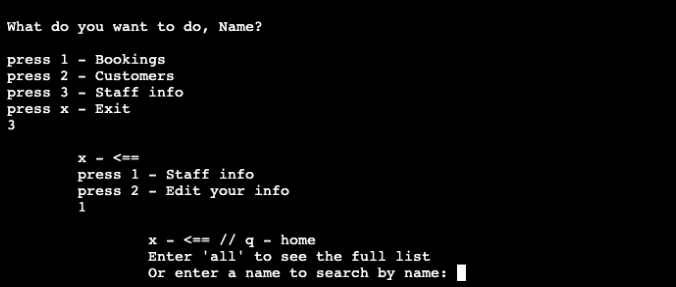 What do you want to do, Name?
press 1 - Bookings
press 2 - Customers
press 3 - Staff info
press x - Exit
3
x - <==
press 1 - Staff info
press 2 - Edit your info
1
x - <== // q - home
Enter 'all' to see the full list
Or enter a name to search by name: